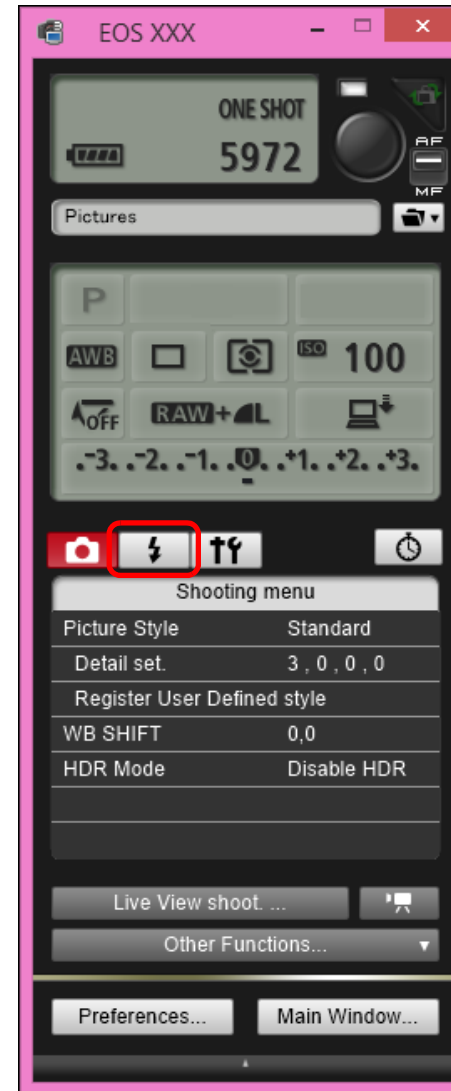 EOS XXX
ONE SHOT
5972
AF
MF
Pictures
P
AWB ISO 100
OFF RAW+L
.-3. .-2. .-1. .0. .+1. .+2. .+3.
Shooting menu
Picture Style Standard
Detail set. 3 , 0 , 0 , 0
Register User Defined style
WB SHIFT 0,0
HDR Mode Disable HDR
Live View shoot. ...
Other Functions...
Preferences... Main Window...